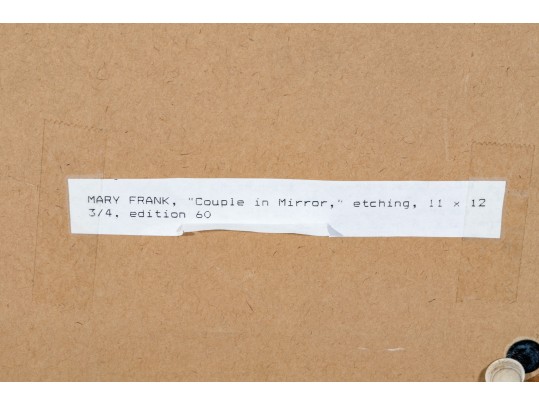 MARY FRANK, "Couple in Mirror," etching, 11 x 12
3/4, edition 60